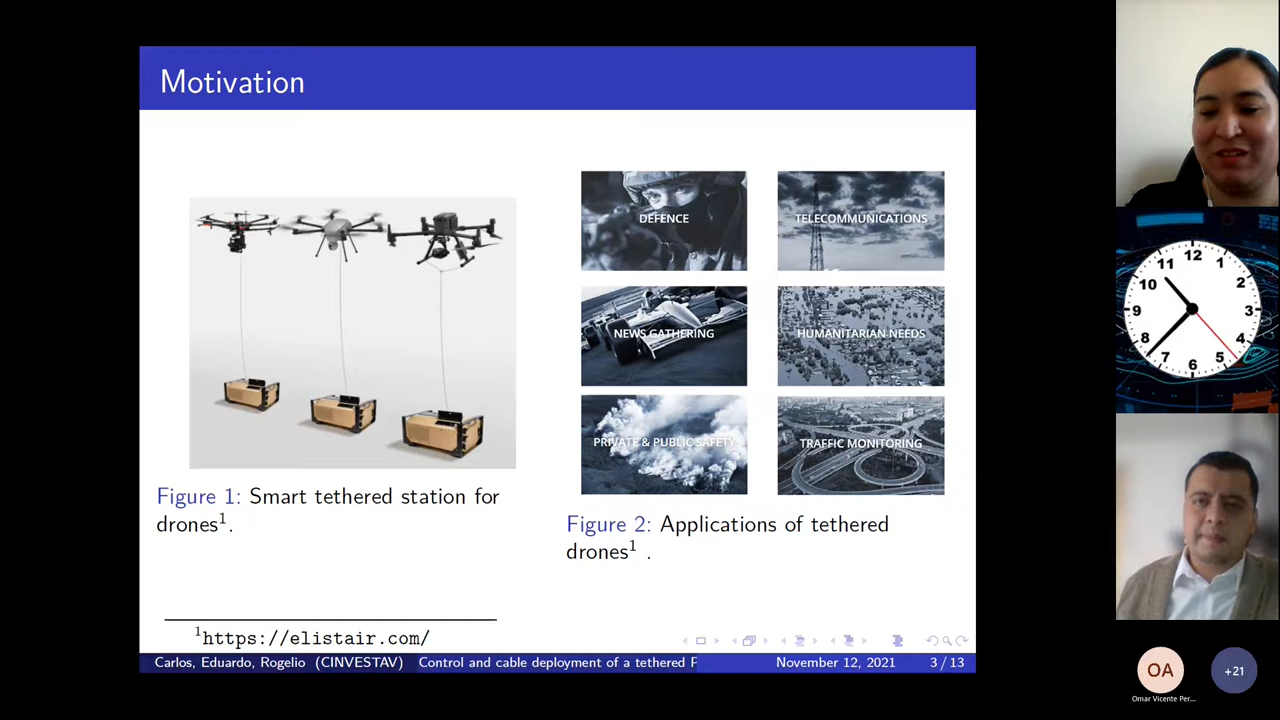 Motivation
DEFENCE
TELECOMMUNICATIONS
NEWS GATHERING
HUMANITARIAN NEEDS
PRIVATE & PUBLIC SAFETY
TRAFFIC MONITORING
Figure 1: Smart tethered station for
drones¹.
Figure 2: Applications of tethered
drones¹ .
¹https://elistair.com/
Carlos, Eduardo, Rogelio (CINVESTAV)
Control and cable deployment of a tethered
November 12, 2021
3 / 13
12
1
2
3
4
5
6
7
8
9
10
11
OA
+21
Omar Vicente Per...